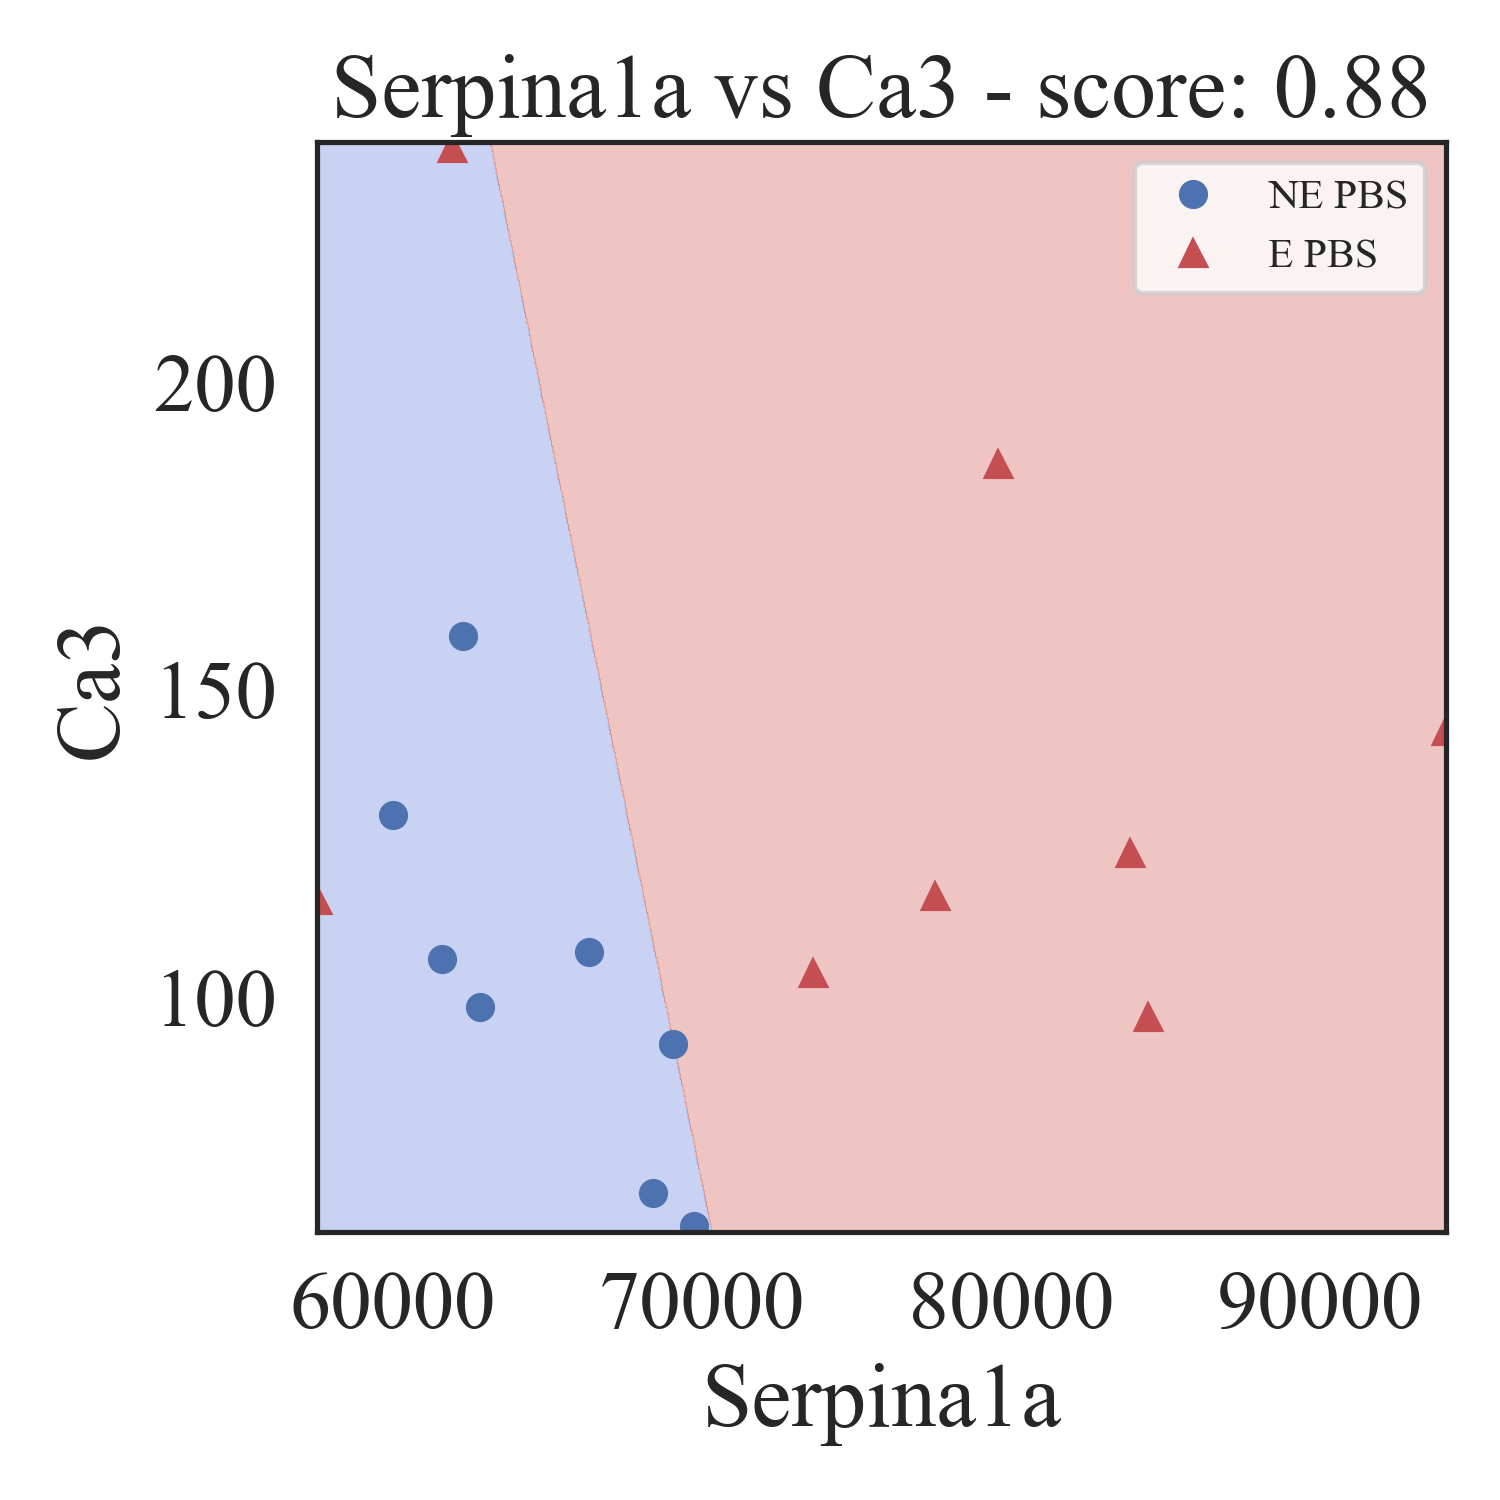 Serpina1a vs Ca3 - score: 0.88
NE PBS
E PBS
200
150
100
Ca3
60000 70000 80000 90000
Serpina1a